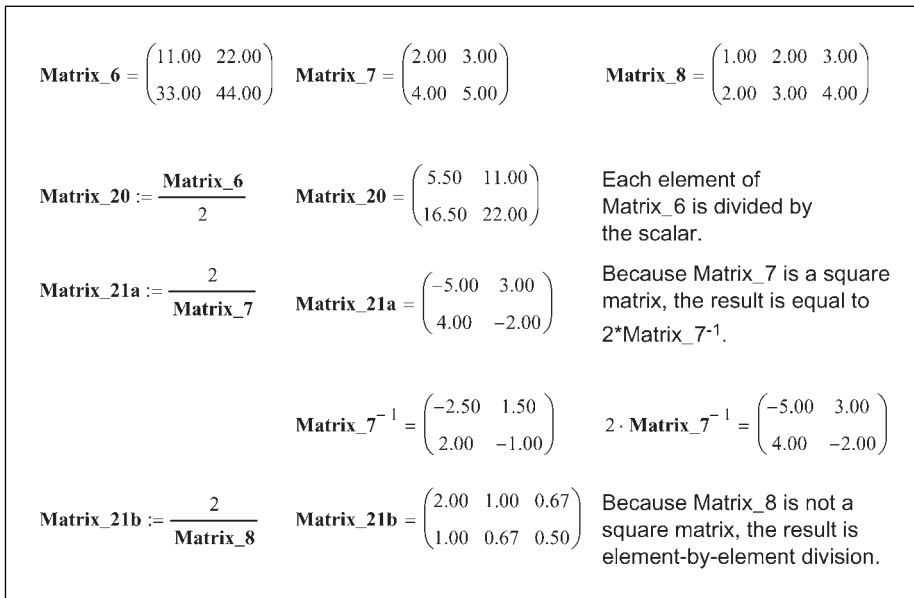 Matrix_6 = (11.00 22.00
33.00 44.00) Matrix_7 = (2.00 3.00
4.00 5.00) Matrix_8 = (1.00 2.00 3.00
2.00 3.00 4.00)
Matrix_20 := Matrix_6
2
Matrix_20 = (5.50 11.00
16.50 22.00)
Each element of
Matrix_6 is divided by
the scalar.
Matrix_21a := 2
Matrix_7
Matrix_21a = (−5.00 3.00
4.00 −2.00)
Because Matrix_7 is a square
matrix, the result is equal to
2*Matrix_7⁻¹.
Matrix_7⁻¹ = (−2.50 1.50
2.00 −1.00)
2 · Matrix_7⁻¹ = (−5.00 3.00
4.00 −2.00)
Matrix_21b := 2
Matrix_8
Matrix_21b = (2.00 1.00 0.67
1.00 0.67 0.50)
Because Matrix_8 is not a
square matrix, the result is
element-by-element division.